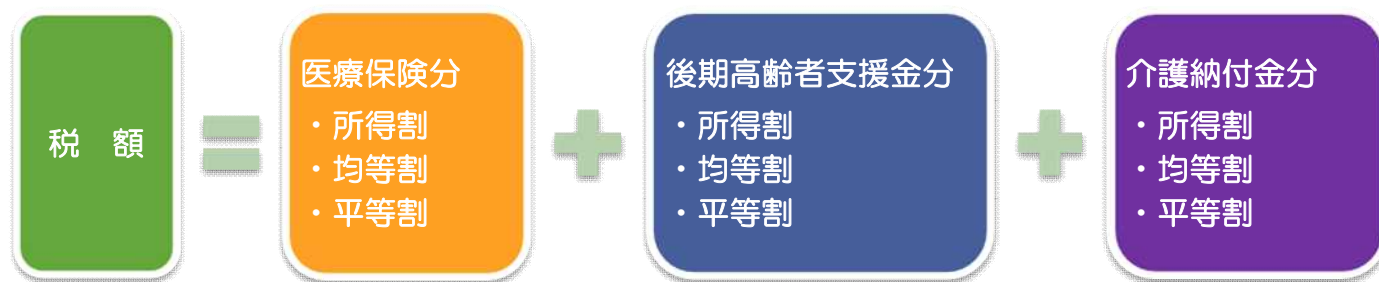 税　額
＝
医療保険分
・所得割
・均等割
・平等割
＋
後期高齢者支援金分
・所得割
・均等割
・平等割
＋
介護納付金分
・所得割
・均等割
・平等割